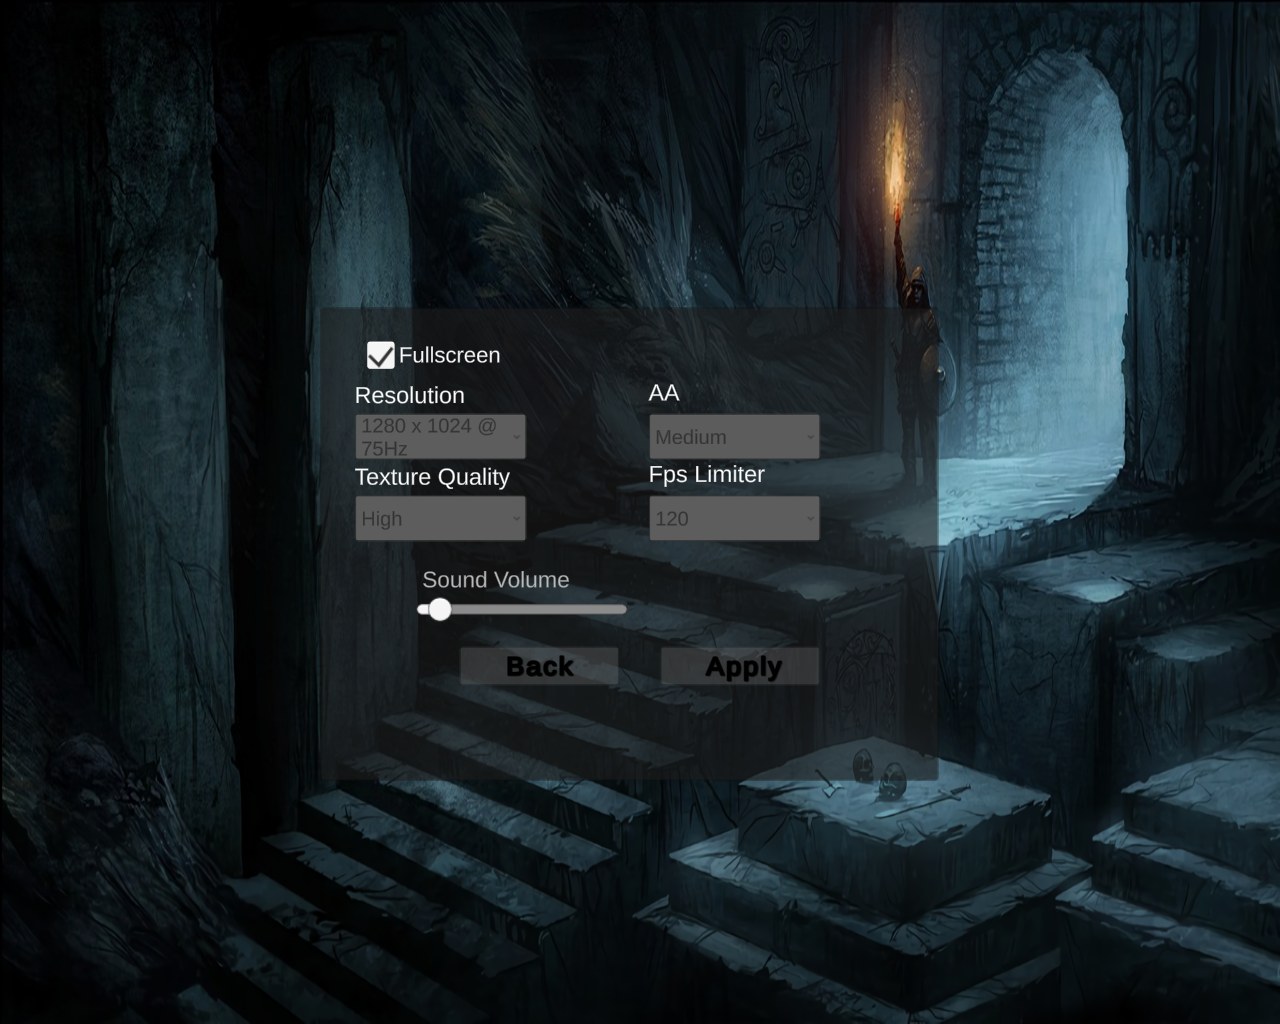 Fullscreen
Resolution
AA
1280 x 1024 @
75Hz
Medium
Texture Quality
Fps Limiter
High
120
Sound Volume
Back
Apply